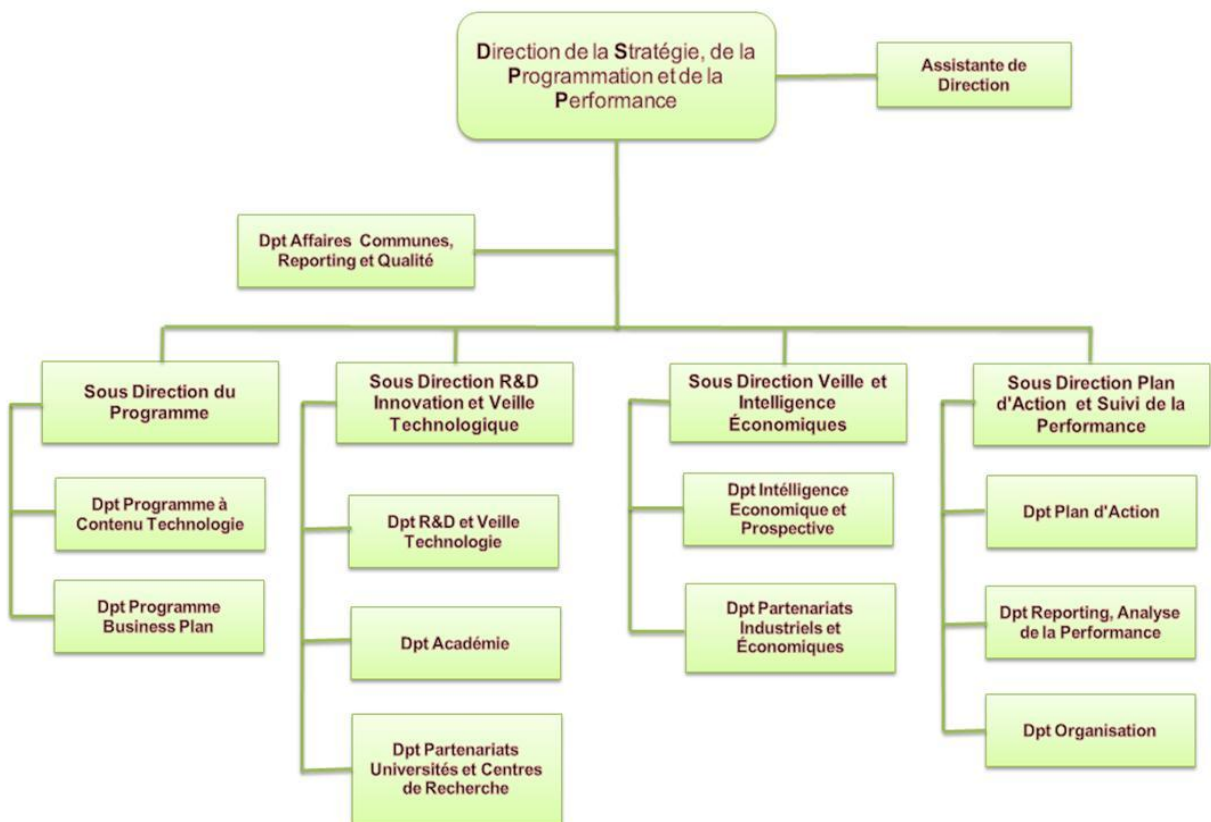 Direction de la Stratégie, de la
Programmation et de la
Performance
Assistante de
Direction
Dpt Affaires Communes,
Reporting et Qualité
Sous Direction du
Programme
Dpt Programme à
Contenu Technologie
Dpt Programme
Business Plan
Sous Direction R&D
Innovation et Veille
Technologique
Dpt R&D et Veille
Technologie
Dpt Académie
Dpt Partenariats
Universités et Centres
de Recherche
Sous Direction Veille et
Intelligence
Économiques
Dpt Intélligence
Economique et
Prospective
Dpt Partenariats
Industriels et
Économiques
Sous Direction Plan
d'Action et Suivi de la
Performance
Dpt Plan d'Action
Dpt Reporting, Analyse
de la Performance
Dpt Organisation